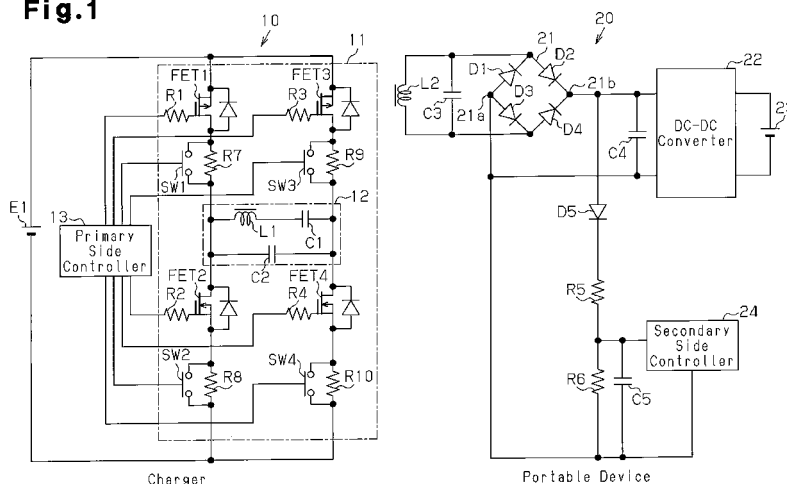 Fig.1
10
11
FET1
FET3
R1
R3
R7
R9
SW1
SW3
12
E1
13
Primary
Side
Controller
L1
C1
C2
FET2
FET4
R2
R4
SW2
SW4
R8
R10
Charger
20
21
D2
D1
L2
C3
D3
21a
21b
D4
22
DC-DC
Converter
C4
D5
R5
24
Secondary
Side
Controller
R6
C5
Portable Device